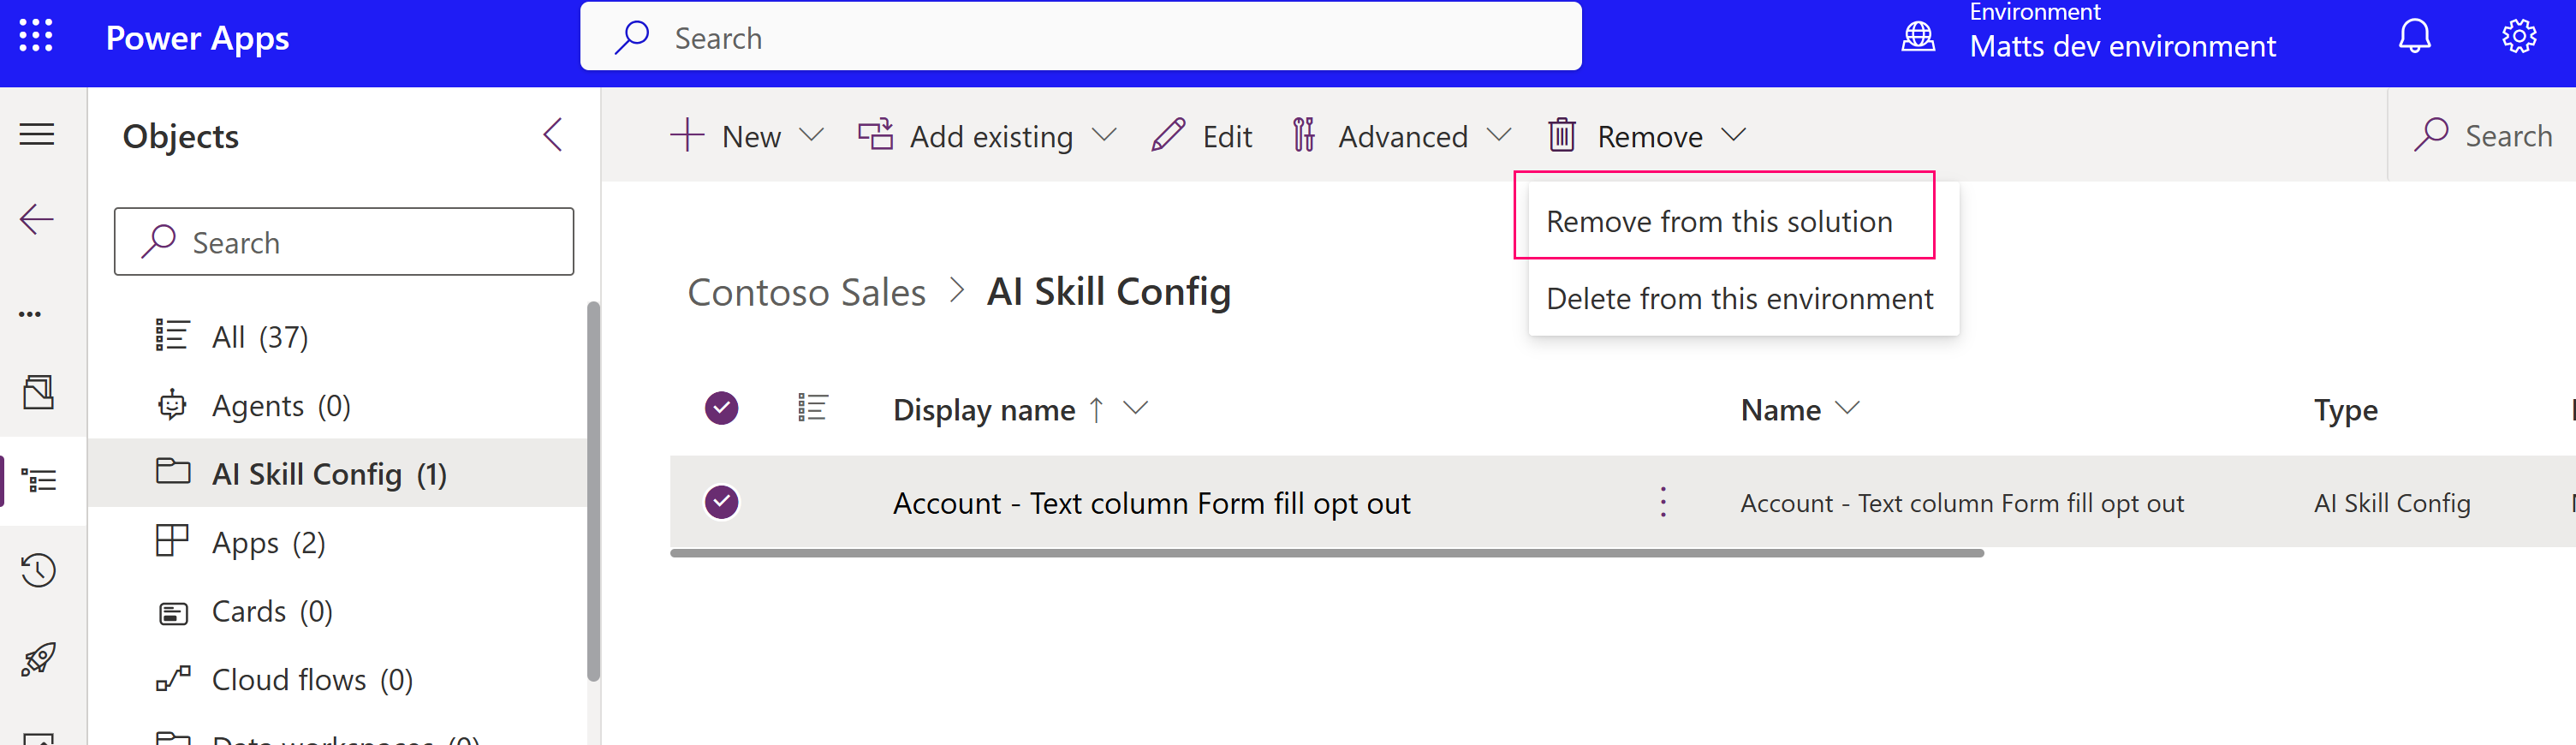 Power Apps
Search
Environment
Matts dev environment
Objects
New
Add existing
Edit
Advanced
Remove
Search
Search
Remove from this solution
Delete from this environment
Contoso Sales > AI Skill Config
All (37)
Agents (0)
AI Skill Config (1)
Apps (2)
Cards (0)
Cloud flows (0)
Display name ↑
Name
Type
Account - Text column Form fill opt out
Account - Text column Form fill opt out
AI Skill Config